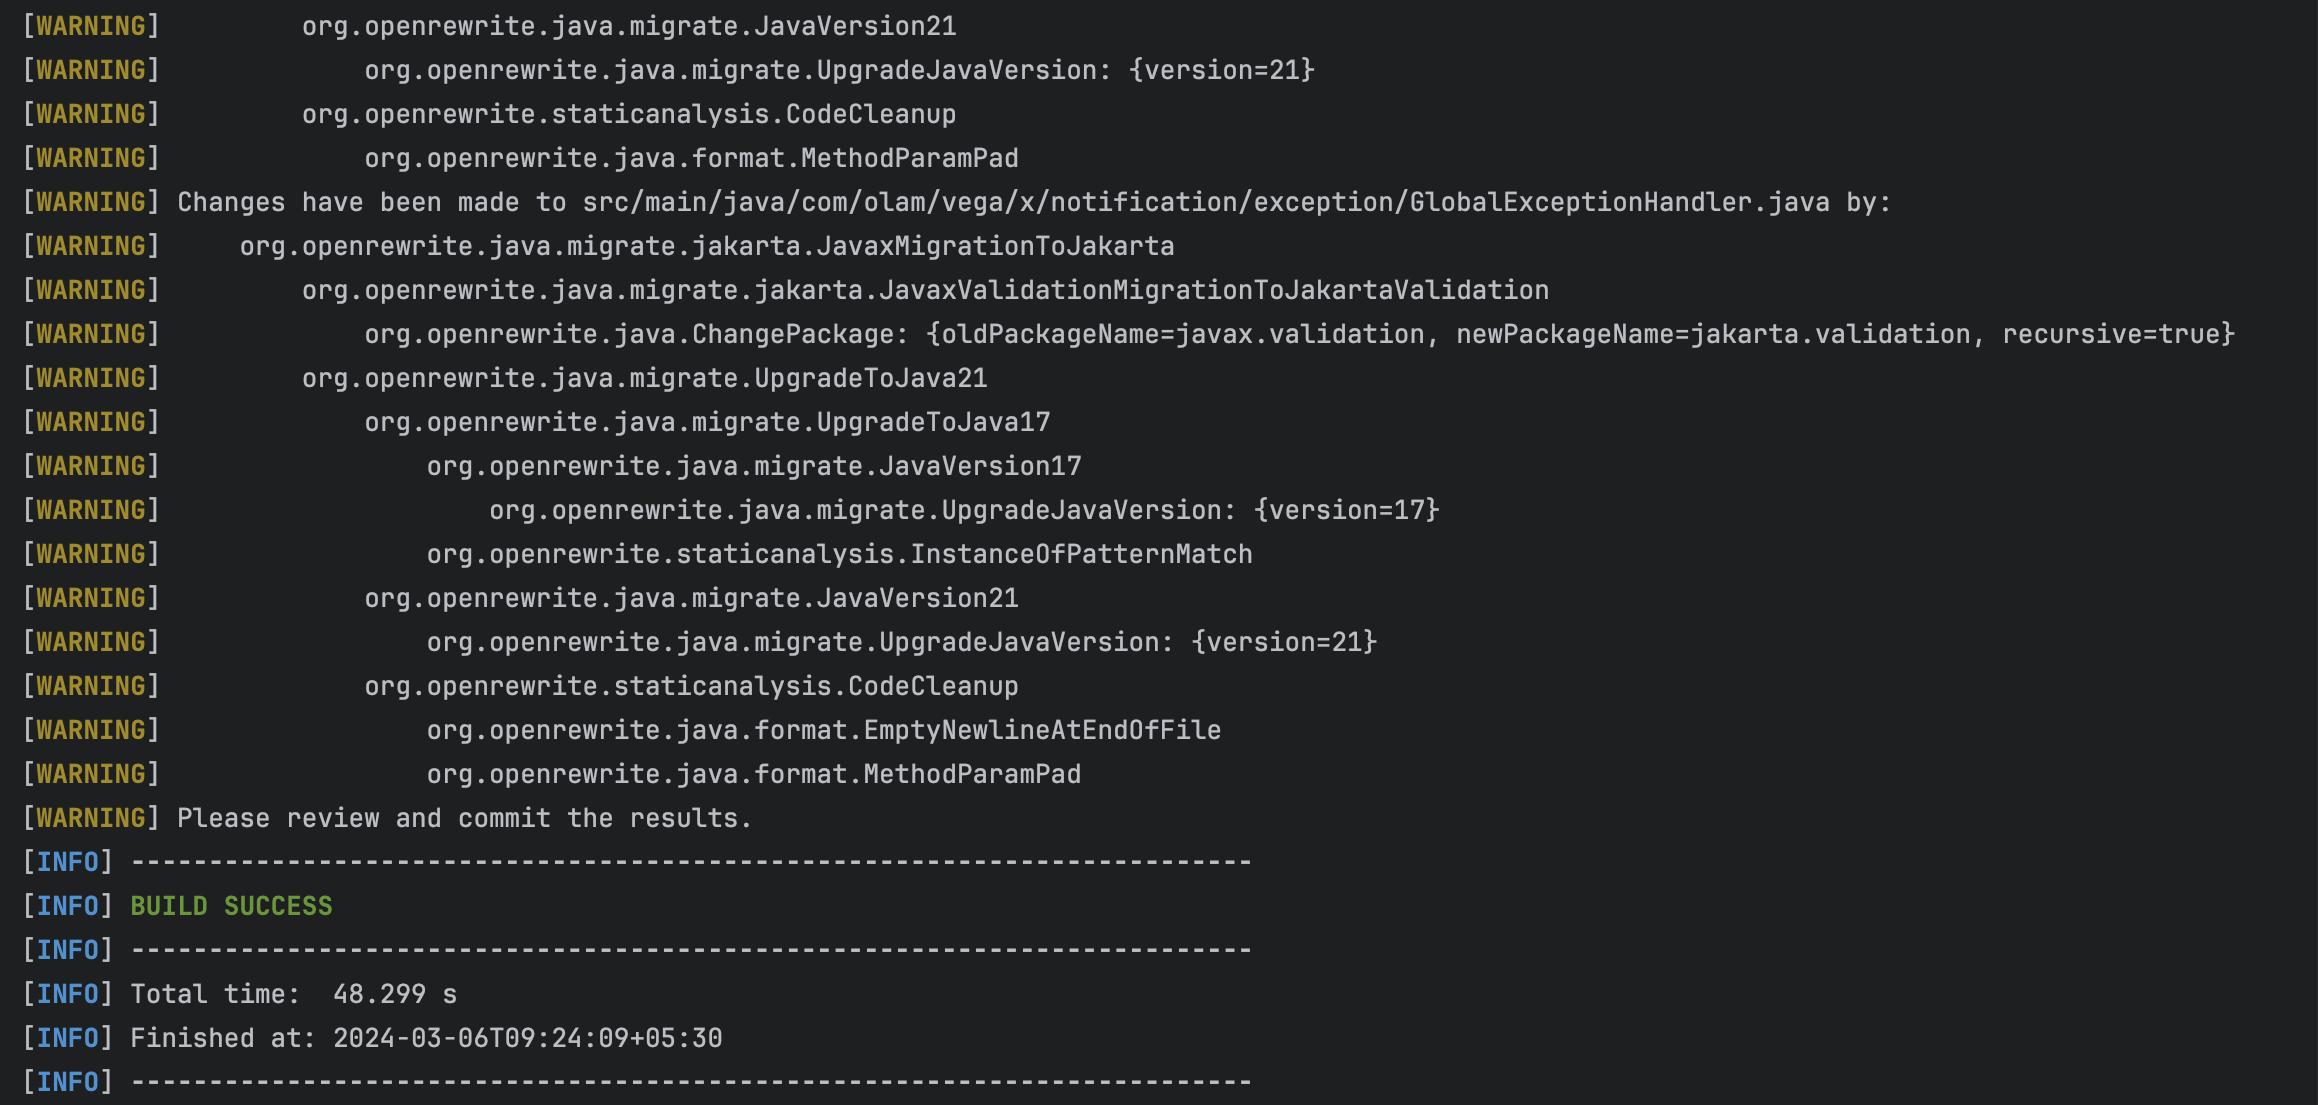 [WARNING]         org.openrewrite.java.migrate.JavaVersion21
[WARNING]             org.openrewrite.java.migrate.UpgradeJavaVersion: {version=21}
[WARNING]         org.openrewrite.staticanalysis.CodeCleanup
[WARNING]             org.openrewrite.java.format.MethodParamPad
[WARNING] Changes have been made to src/main/java/com/olam/vega/x/notification/exception/GlobalExceptionHandler.java by:
[WARNING]     org.openrewrite.java.migrate.jakarta.JavaxMigrationToJakarta
[WARNING]         org.openrewrite.java.migrate.jakarta.JavaxValidationMigrationToJakartaValidation
[WARNING]             org.openrewrite.java.ChangePackage: {oldPackageName=javax.validation, newPackageName=jakarta.validation, recursive=true}
[WARNING]         org.openrewrite.java.migrate.UpgradeToJava21
[WARNING]             org.openrewrite.java.migrate.UpgradeToJava17
[WARNING]                 org.openrewrite.java.migrate.JavaVersion17
[WARNING]                     org.openrewrite.java.migrate.UpgradeJavaVersion: {version=17}
[WARNING]                 org.openrewrite.staticanalysis.InstanceOfPatternMatch
[WARNING]             org.openrewrite.java.migrate.JavaVersion21
[WARNING]                 org.openrewrite.java.migrate.UpgradeJavaVersion: {version=21}
[WARNING]             org.openrewrite.staticanalysis.CodeCleanup
[WARNING]                 org.openrewrite.java.format.EmptyNewlineAtEndOfFile
[WARNING]                 org.openrewrite.java.format.MethodParamPad
[WARNING] Please review and commit the results.
[INFO] ------------------------------------------------------------------------
[INFO] BUILD SUCCESS
[INFO] ------------------------------------------------------------------------
[INFO] Total time:  48.299 s
[INFO] Finished at: 2024-03-06T09:24:09+05:30
[INFO] ------------------------------------------------------------------------